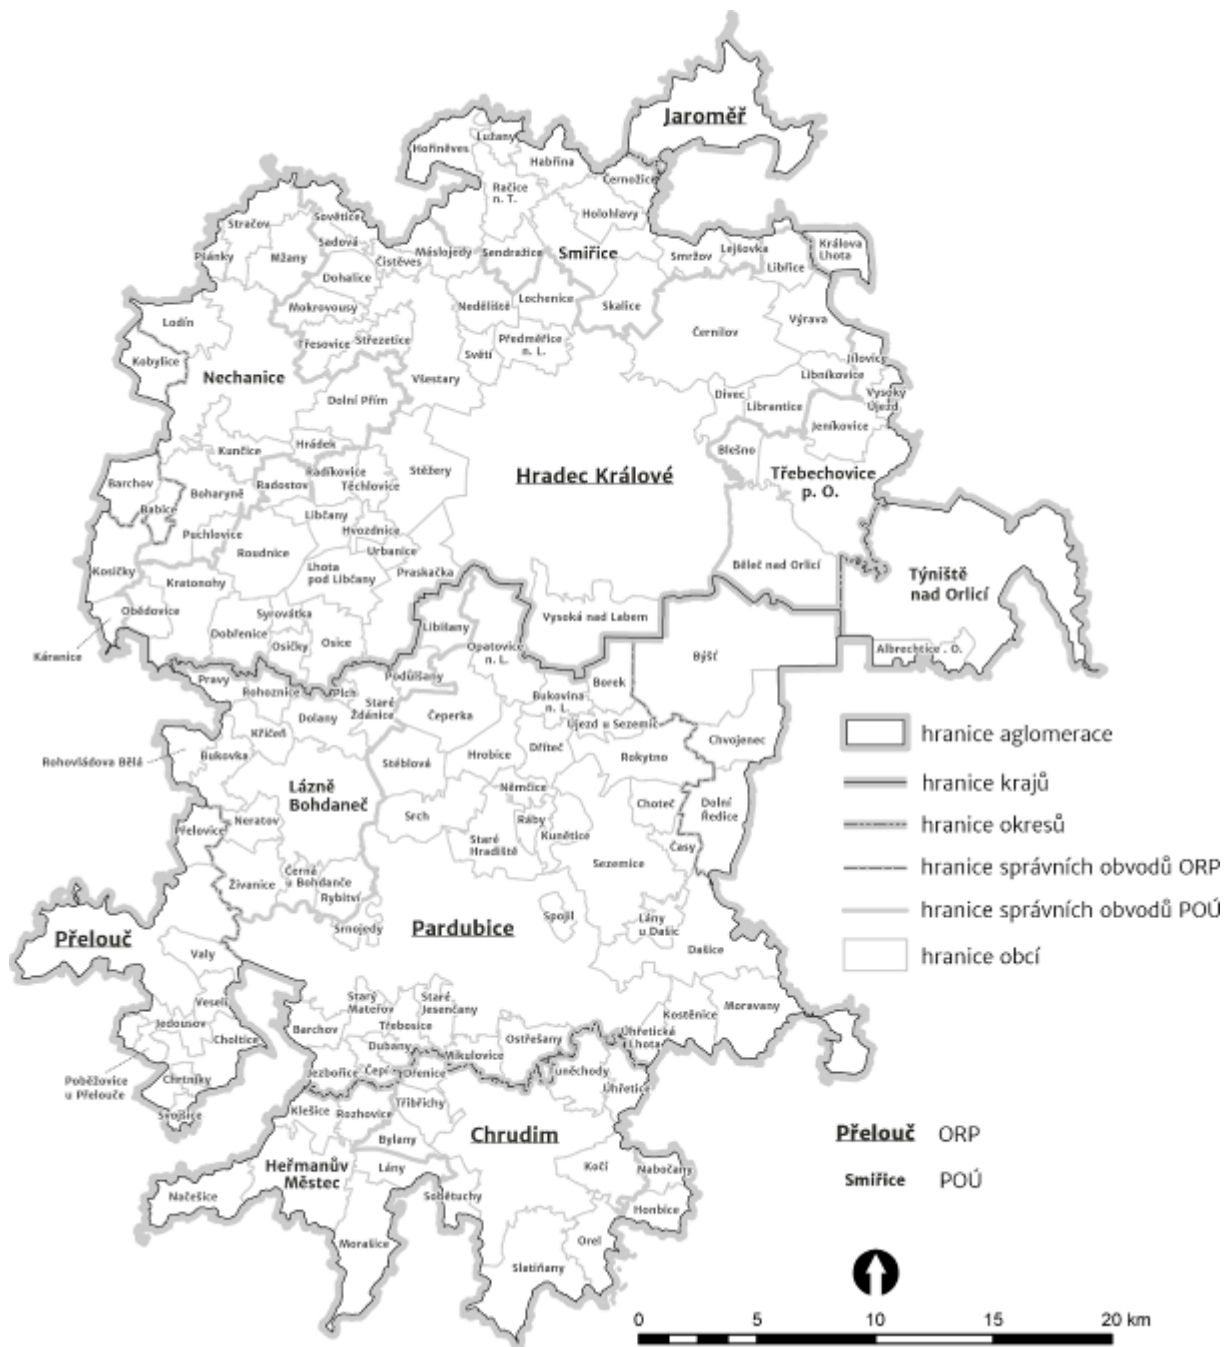 Jaroměř
Lužany
Hořiněves
Habřina
Černožice
Račice
n. T.
Holohlavy
Sovětice
Stračov
Sadová
Máslojedy
Sendražice
Smiřice
Smržov
Lejšovka
Králova
Lhota
Libřice
Pšánky
Mžany
Čistěves
Dohalice
Lochenice
Skalice
Mokrovousy
Neděliště
Lodín
Černilov
Výrava
Třesovice
Střezetice
Předměřice
n. L.
Světí
Kobylice
Jílovice
Nechanice
Všestary
Libníkovice
Vysoký
Újezd
Dolní Přím
Divec
Librantice
Jeníkovice
Hrádek
Kunčice
Blešno
Radíkovice
Stěžery
Hradec Králové
Třebechovice
p. O.
Barchov
Boharyně
Radostov
Těchlovice
Babice
Libčany
Hvozdnice
Puchlovice
Urbanice
Roudnice
Kosičky
Kratonohy
Lhota
pod Libčany
Praskačka
Běleč nad Orlicí
Týniště
nad Orlicí
Obědovice
Syrovátka
Vysoká nad Labem
Dobřenice
Osičky
Osice
Libišany
Opatovice
n. L.
Albrechtice . O.
Káranice
Býšť
Pravy
Rohoznice
Plch
Podůlšany
Borek
Staré
Ždánice
Bukovina
n. L.
Dolany
Čeperka
Újezd u Sezemic
hranice aglomerace
Křičeň
Chvojenec
Rohovládova Bělá
Bukovka
Stéblová
Hrobice
Dříteč
Rokytno
hranice krajů
Lázně
Bohdaneč
Němčice
Choteč
Dolní
Ředice
Přelovice
Neratov
Srch
Ráby
Kunětice
hranice okresů
Staré
Hradiště
Časy
Sezemice
hranice správních obvodů ORP
Živanice
Černá
u Bohdanče
Rybitví
hranice správních obvodů POÚ
Srnojedy
Pardubice
Spojil
Lány
u Dašic
Přelouč
Valy
Dašice
hranice obcí
Veselí
Starý
Mateřov
Staré
Jesenčany
Kostěnice
Moravany
Jedousov
Choltice
Barchov
Třebosice
Ostřešany
Úhřetická
Lhota
Dubany
Mikulovice
Poběžovice
u Přelouče
Chrtníky
Jezbořice
Čepí
Dřenice
Tuněchody
Úhřetice
Svojšice
Klešice
Rozhovice
Třibřichy
Chrudim
Přelouč ORP
Bylany
Heřmanův
Městec
Lány
Kočí
Nabočany
Smiřice POÚ
Načešice
Sobětuchy
Honbice
Morašice
Orel
Slatiňany
0 5 10 15 20 km